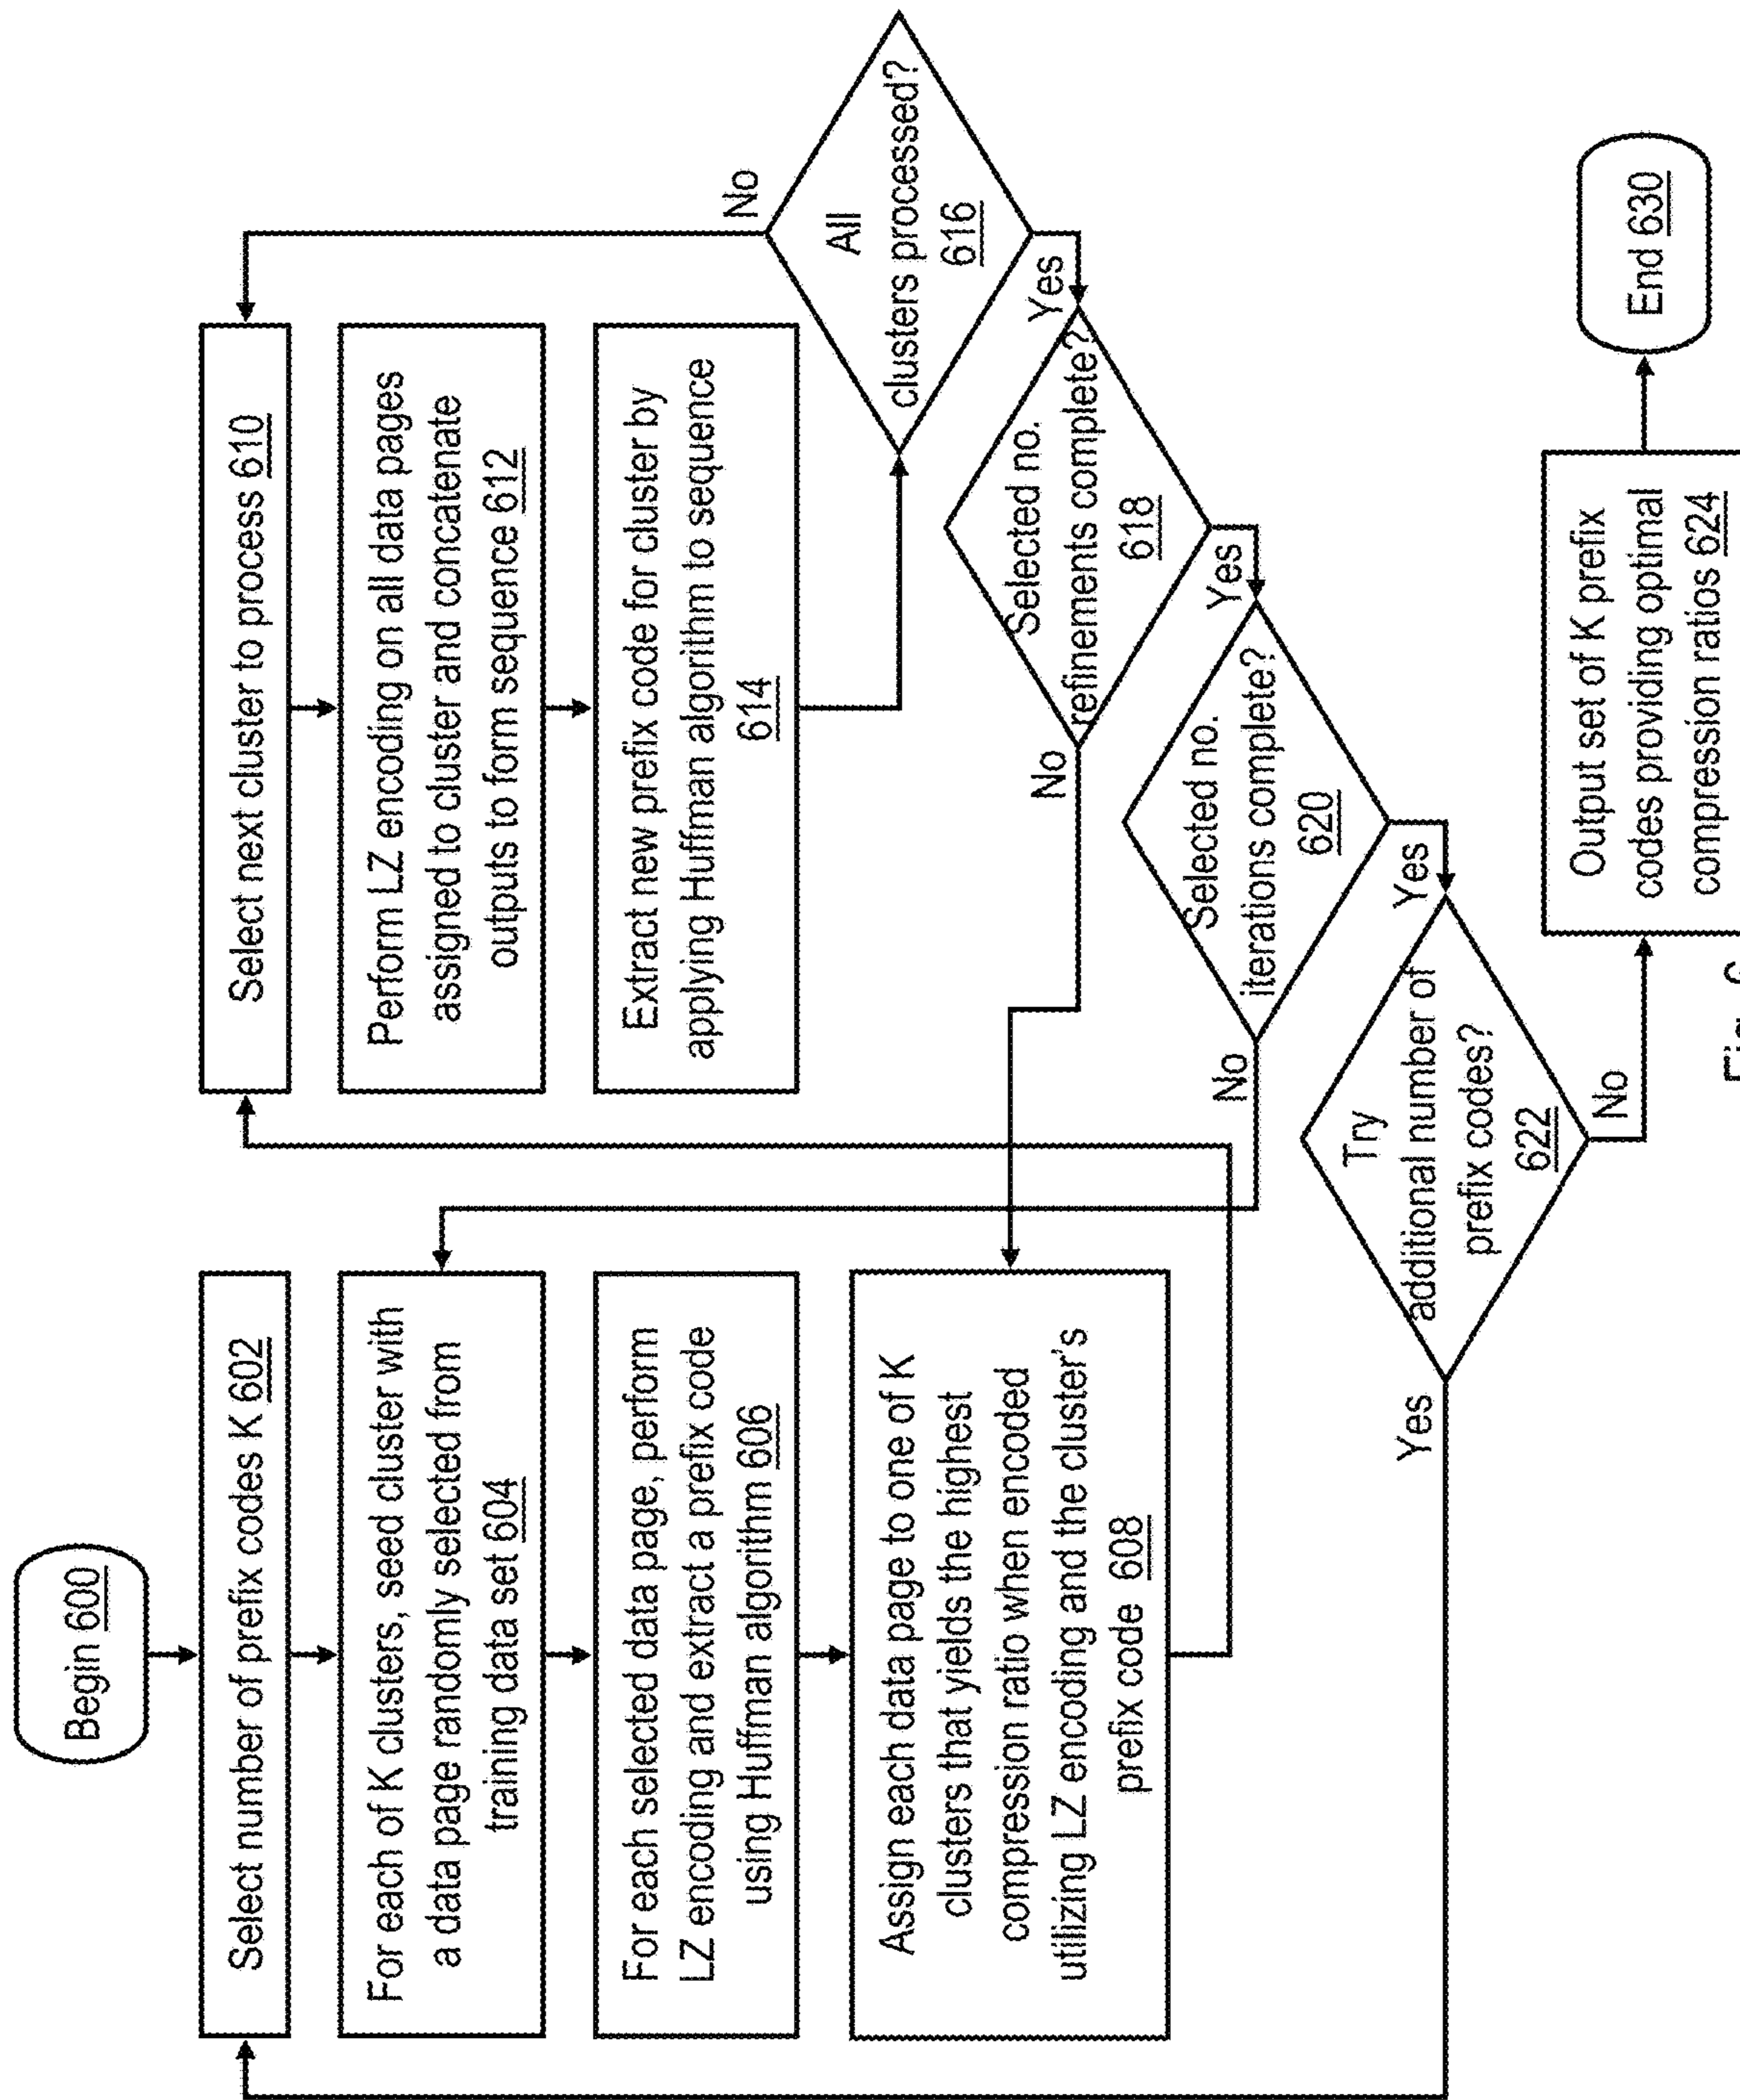 Begin 600
Select number of prefix codes K 602
For each of K clusters, seed cluster with
a data page randomly selected from
training data set 604
For each selected data page, perform
LZ encoding and extract a prefix code
using Huffman algorithm 606
Assign each data page to one of K
clusters that yields the highest
compression ratio when encoded
utilizing LZ encoding and the cluster's
prefix code 608
Select next cluster to process 610
Perform LZ encoding on all data pages
assigned to cluster and concatenate
outputs to form sequence 612
Extract new prefix code for cluster by
applying Huffman algorithm to sequence
614
All
clusters processed?
616
No
Yes
Selected no.
refinements complete?
618
No
Yes
Selected no.
iterations complete?
620
No
Yes
Try
additional number of
prefix codes?
622
Yes
No
Output set of K prefix
codes providing optimal
compression ratios 624
End 630